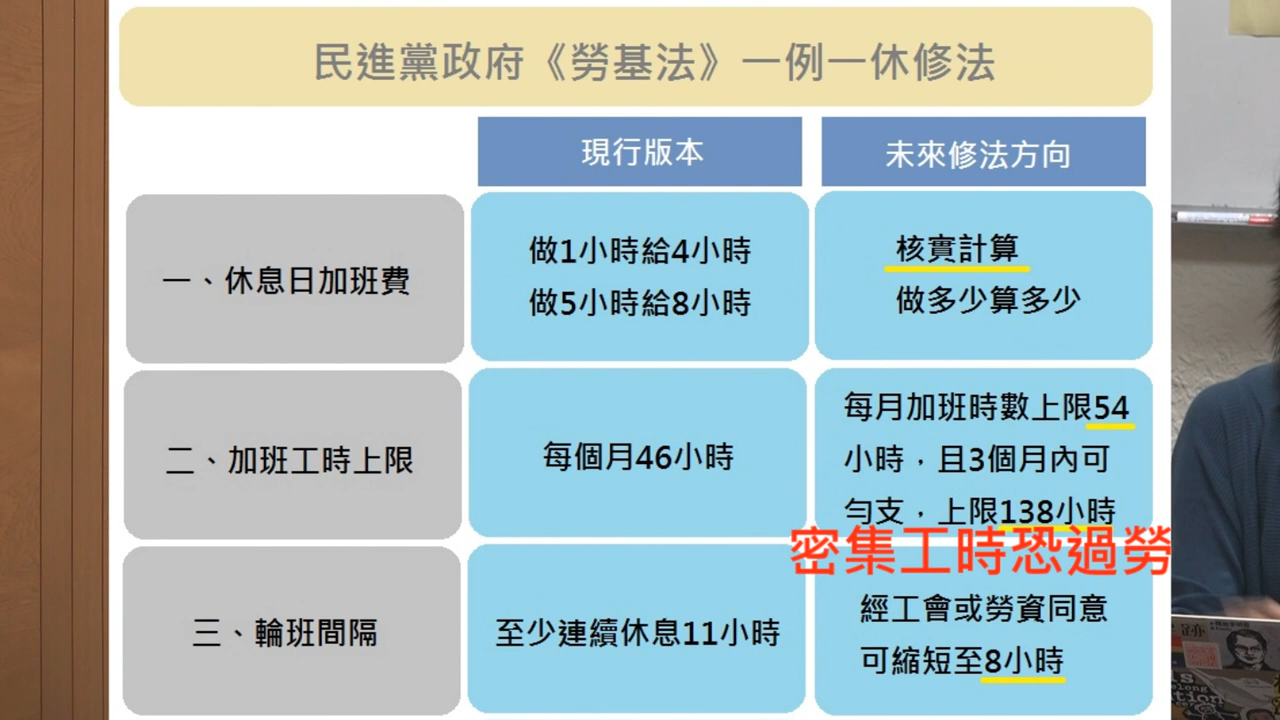 民進黨政府《勞基法》一例一休修法
現行版本
未來修法方向
一、休息日加班費
做1小時給4小時
做5小時給8小時
核實計算
做多少算多少
二、加班工時上限
每個月46小時
每月加班時數上限54
小時，且3個月內可
勻支，上限138小時
密集工時恐過勞
三、輪班間隔
至少連續休息11小時
經工會或勞資同意
可縮短至8小時